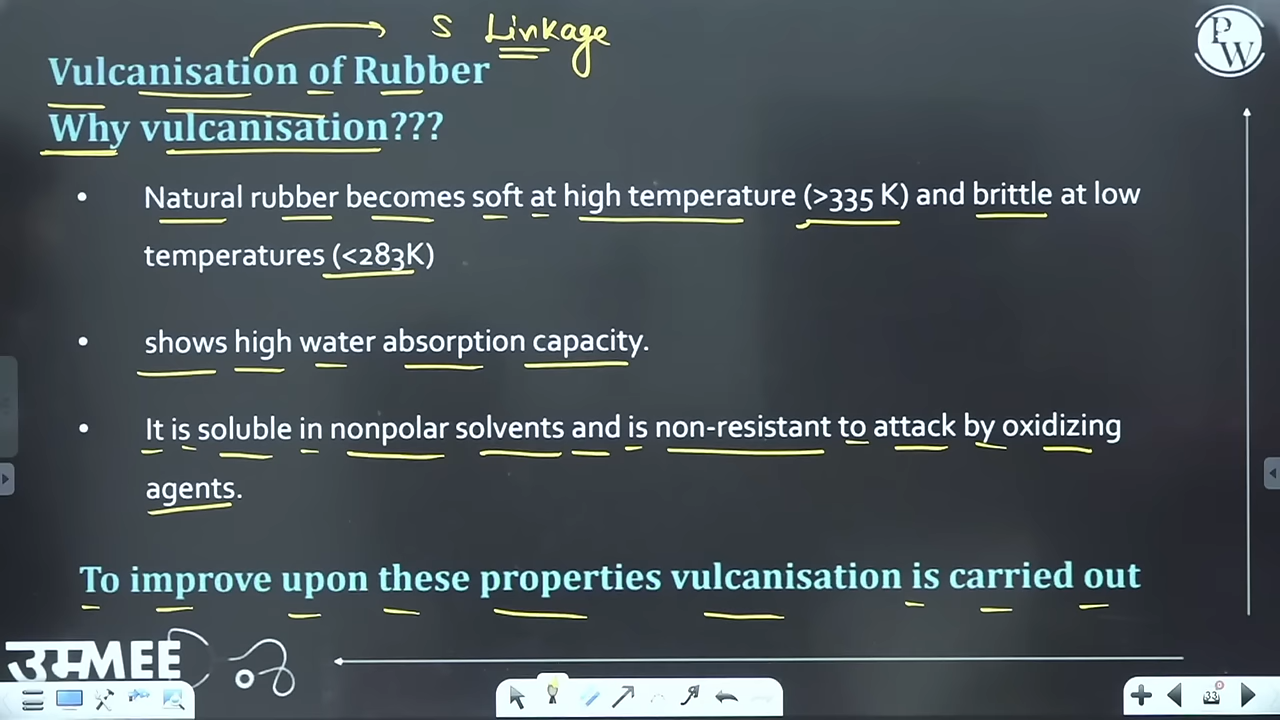 S Linkage
Vulcanisation of Rubber
PW
Why vulcanisation???
• Natural rubber becomes soft at high temperature (>335 K) and brittle at low
temperatures (<283K)
• shows high water absorption capacity.
• It is soluble in nonpolar solvents and is non-resistant to attack by oxidizing
agents.
To improve upon these properties vulcanisation is carried out
उम्MEE
33